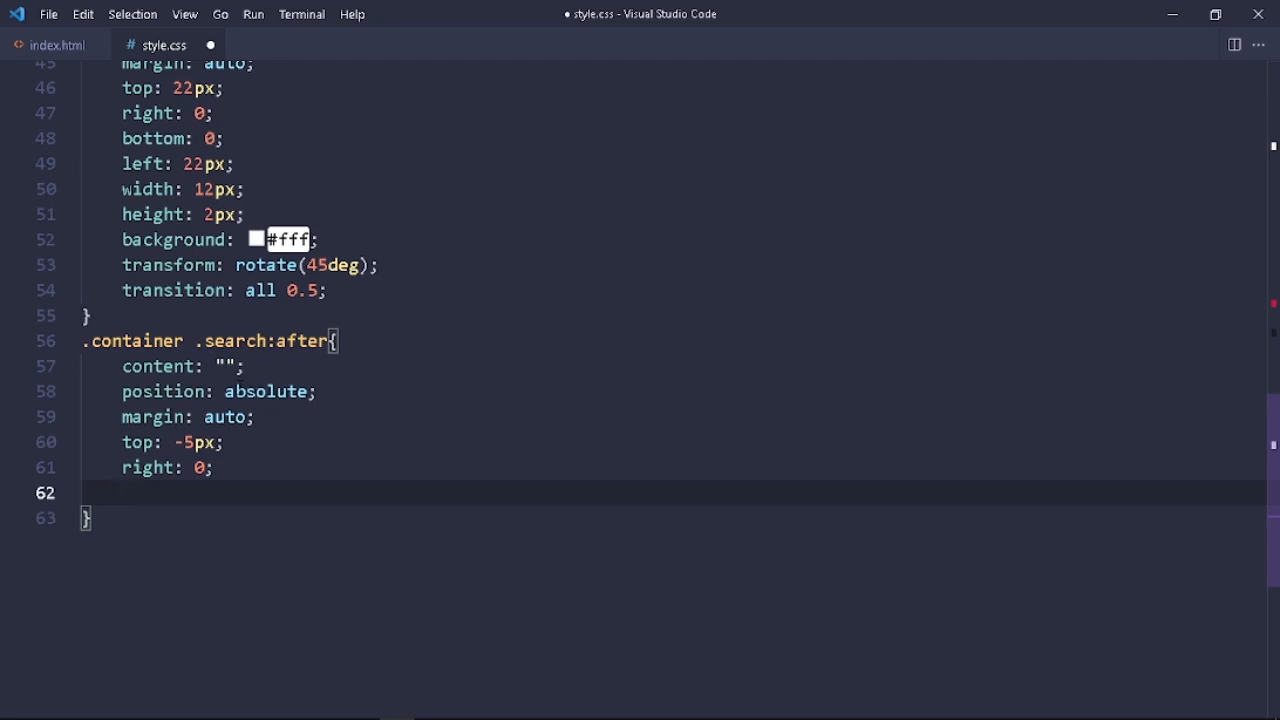 File Edit Selection View Go Run Terminal Help
● style.css - Visual Studio Code
index.html # style.css
45 margin: auto;
46 top: 22px;
47 right: 0;
48 bottom: 0;
49 left: 22px;
50 width: 12px;
51 height: 2px;
52 background: #fff;
53 transform: rotate(45deg);
54 transition: all 0.5;
55 }
56 .container .search:after{
57 content: "";
58 position: absolute;
59 margin: auto;
60 top: -5px;
61 right: 0;
62
63 }